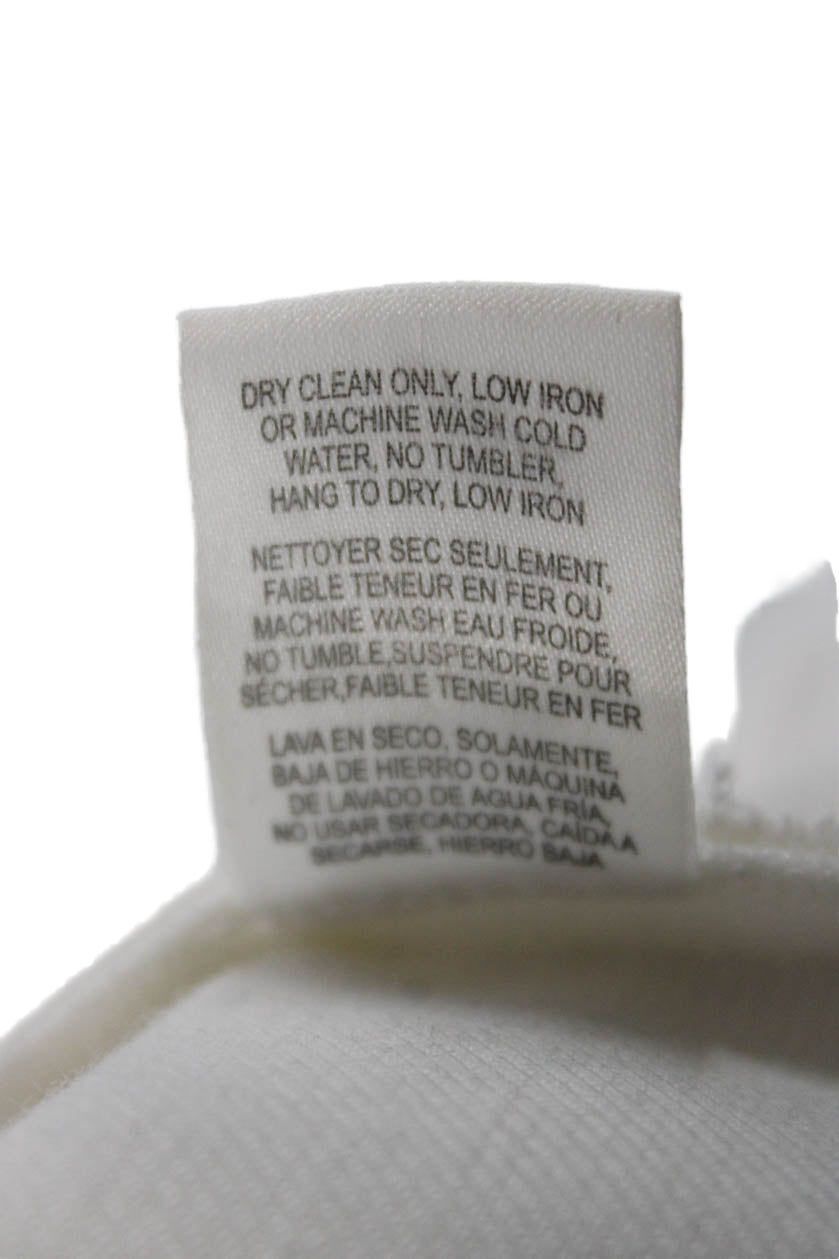 DRY CLEAN ONLY, LOW IRON
OR MACHINE WASH COLD
WATER, NO TUMBLER,
HANG TO DRY, LOW IRON
NETTOYER SEC SEULEMENT,
FAIBLE TENEUR EN FER OU
MACHINE WASH EAU FROIDE,
NO TUMBLE,SUSPENDRE POUR
SÉCHER,FAIBLE TENEUR EN FER
LAVA EN SECO, SOLAMENTE,
BAJA DE HIERRO O MÁQUINA
DE LAVADO DE AGUA FRÍA,
NO USAR SECADORA, CAÍDA A
SECARSE, HIERRO BAJA